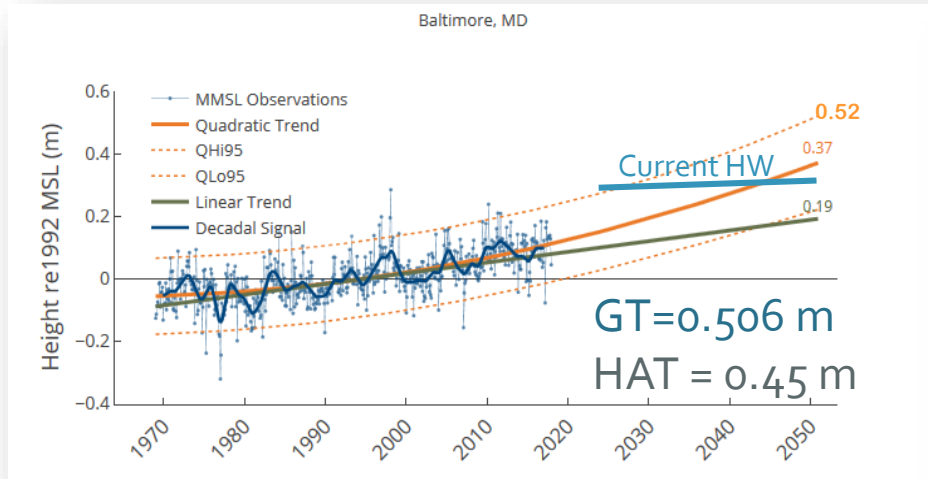 Baltimore, MD
Height re1992 MSL (m)
0.6
0.4
0.2
0
−0.2
−0.4
MMSL Observations
Quadratic Trend
QHi95
QLo95
Linear Trend
Decadal Signal
0.52
0.37
Current HW
0.19
GT=0.506 m
HAT = 0.45 m
1970
1980
1990
2000
2010
2020
2030
2040
2050